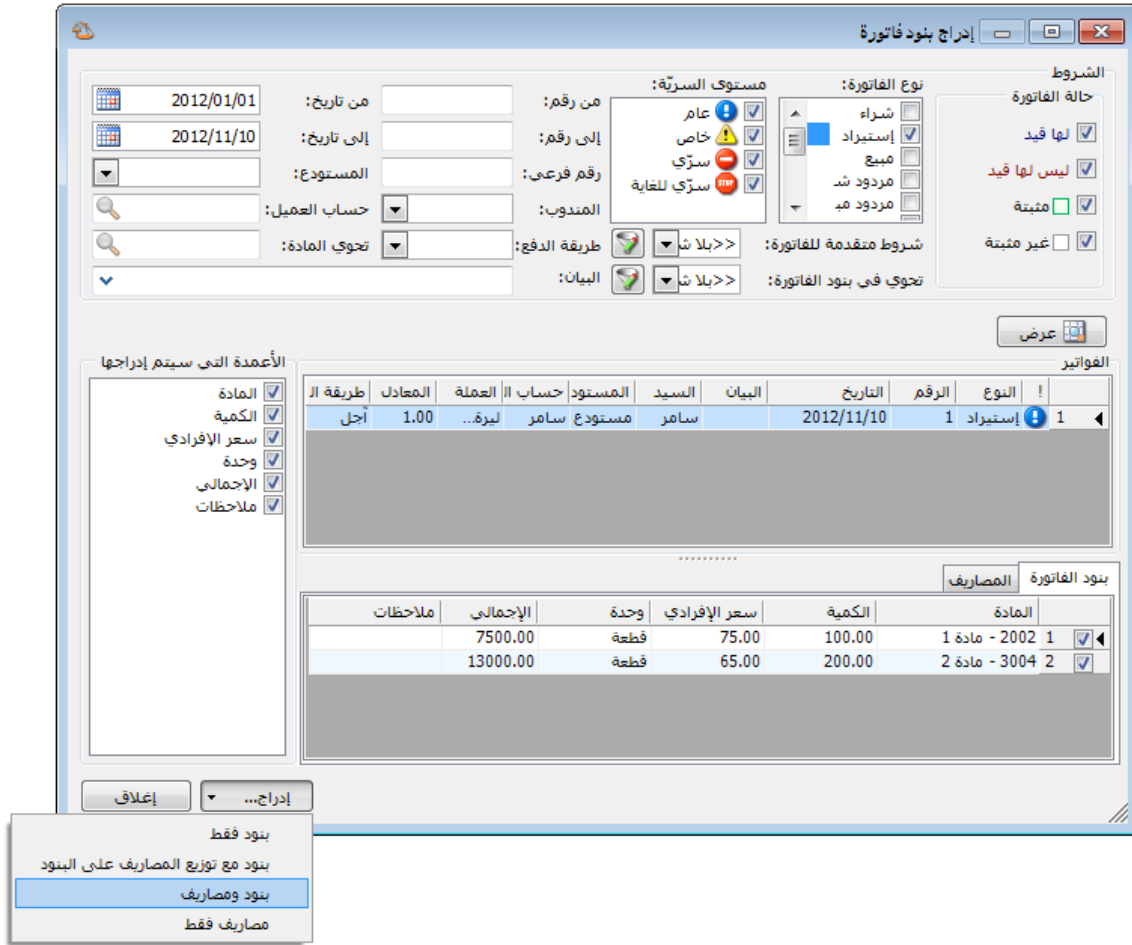 إدراج بنود فاتورة
الشروط
حالة الفاتورة
لها قيد
ليس لها قيد
مثبتة
غير مثبتة
نوع الفاتورة:
شراء
إستيراد
مبيع
مردود شـ
مردود مبـ
مستوى السريّة:
عام
خاص
سرّي
سرّي للغاية
STOP
شروط متقدمة للفاتورة: <<بلا شـ
تحوي في بنود الفاتورة: <<بلا شـ
من رقم:
إلى رقم:
رقم فرعي:
المندوب:
طريقة الدفع:
البيان:
من تاريخ: 2012/01/01
إلى تاريخ: 2012/11/10
المستودع:
حساب العميل:
تحوي المادة:
عرض
الفواتير
! النوع الرقم التاريخ البيان السيد المستود حساب ال العملة المعادل طريقة ال
1 إستيراد 1 2012/11/10 سامر مستودع سامر ليرة... 1.00 آجل
الأعمدة التي سيتم إدراجها
المادة
الكمية
سعر الإفرادي
وحدة
الإجمالي
ملاحظات
بنود الفاتورة المصاريف
المادة الكمية سعر الإفرادي وحدة الإجمالي ملاحظات
1 2002 - مادة 1 100.00 75.00 قطعة 7500.00
2 3004 - مادة 2 200.00 65.00 قطعة 13000.00
إدراج... إغلاق
بنود فقط
بنود مع توزيع المصاريف على البنود
بنود ومصاريف
مصاريف فقط